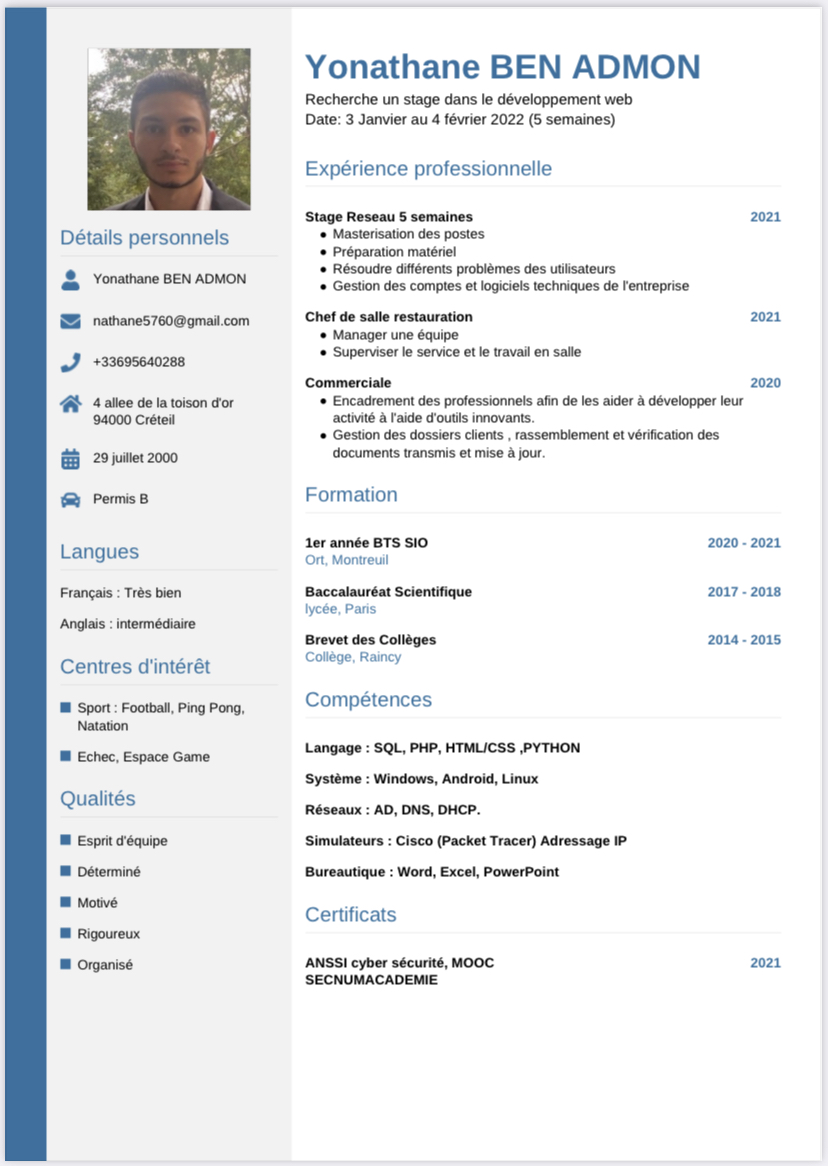 Yonathane BEN ADMON
Recherche un stage dans le développement web
Date: 3 Janvier au 4 février 2022 (5 semaines)
Détails personnels
Yonathane BEN ADMON
nathane5760@gmail.com
+33695640288
4 allee de la toison d'or
94000 Créteil
29 juillet 2000
Permis B
Langues
Français : Très bien
Anglais : intermédiaire
Centres d'intérêt
Sport : Football, Ping Pong,
Natation
Echec, Espace Game
Qualités
Esprit d'équipe
Déterminé
Motivé
Rigoureux
Organisé
Expérience professionnelle
Stage Reseau 5 semaines 2021
● Masterisation des postes
● Préparation matériel
● Résoudre différents problèmes des utilisateurs
● Gestion des comptes et logiciels techniques de l'entreprise
Chef de salle restauration 2021
● Manager une équipe
● Superviser le service et le travail en salle
Commerciale 2020
● Encadrement des professionnels afin de les aider à développer leur
activité à l'aide d'outils innovants.
● Gestion des dossiers clients , rassemblement et vérification des
documents transmis et mise à jour.
Formation
1er année BTS SIO 2020 - 2021
Ort, Montreuil
Baccalauréat Scientifique 2017 - 2018
lycée, Paris
Brevet des Collèges 2014 - 2015
Collège, Raincy
Compétences
Langage : SQL, PHP, HTML/CSS ,PYTHON
Système : Windows, Android, Linux
Réseaux : AD, DNS, DHCP.
Simulateurs : Cisco (Packet Tracer) Adressage IP
Bureautique : Word, Excel, PowerPoint
Certificats
ANSSI cyber sécurité, MOOC 2021
SECNUMACADEMIE